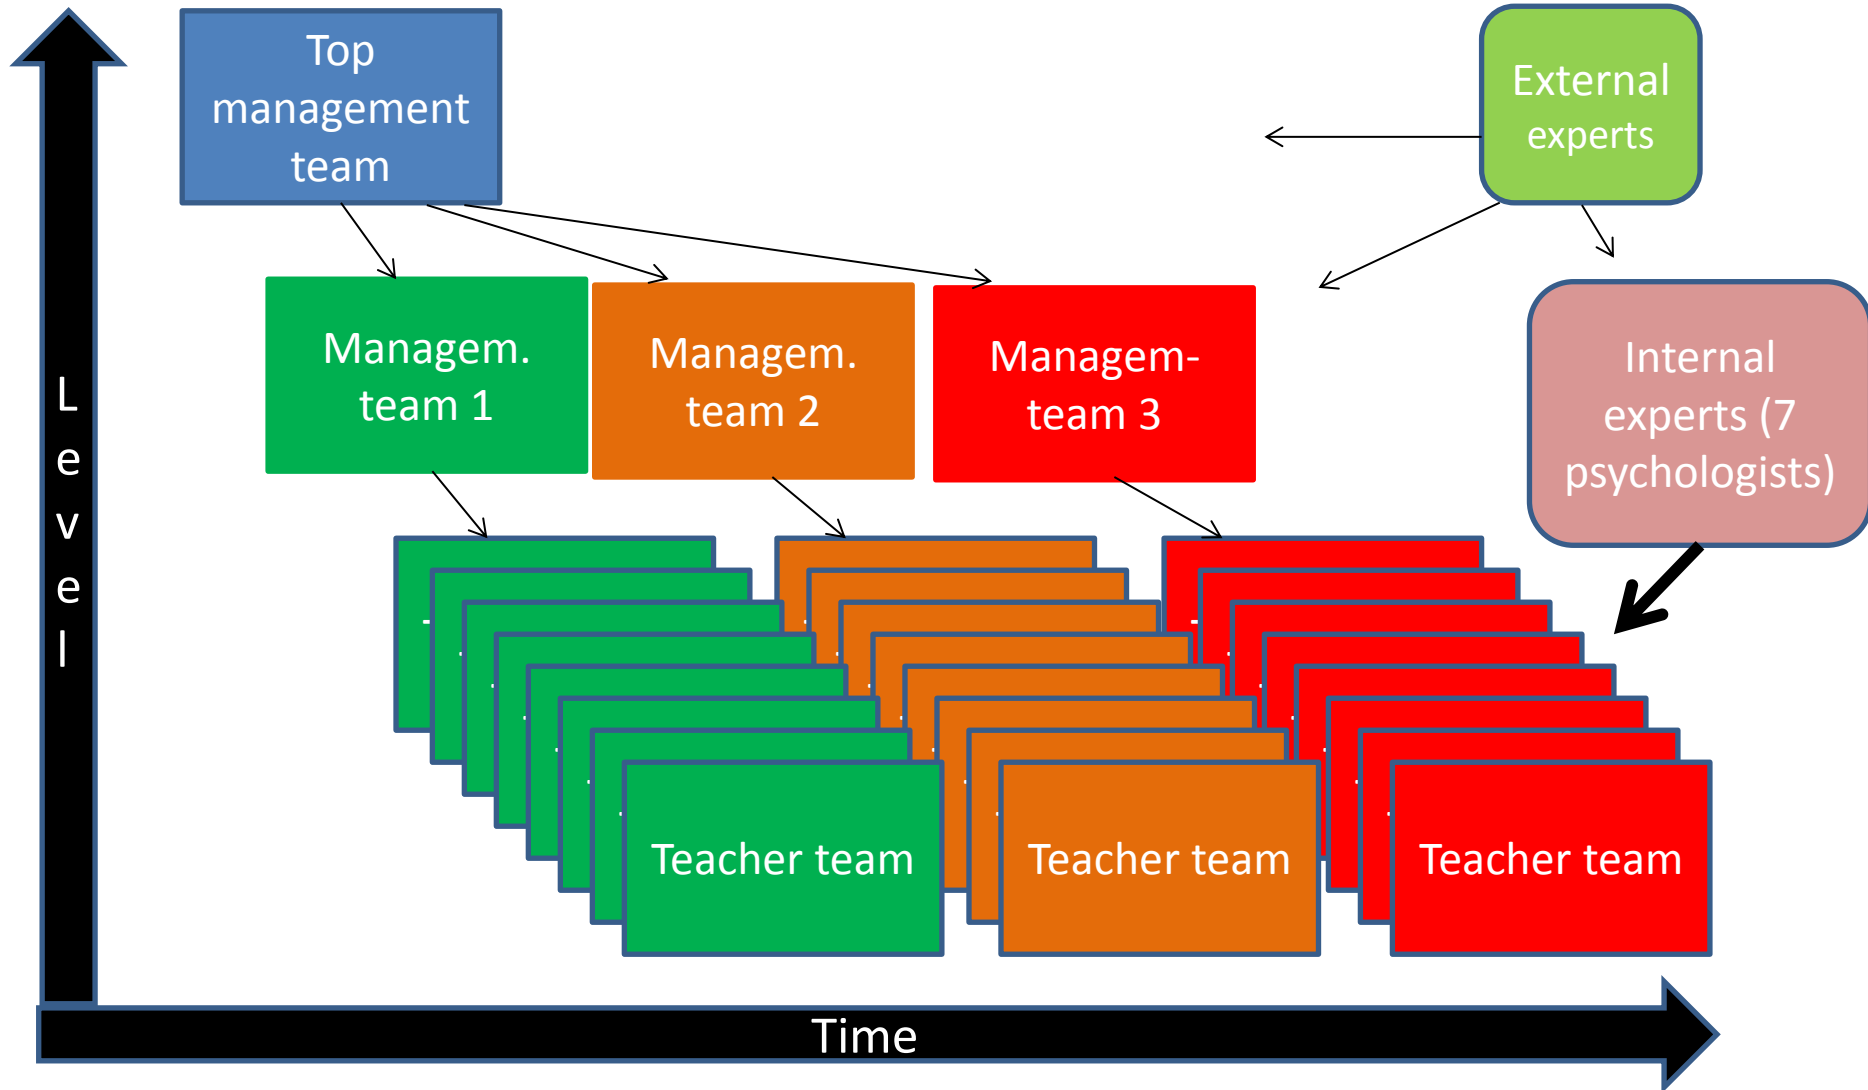 Top
management
team
External
experts
Managem.
team 1
Managem.
team 2
Managem-
team 3
Internal
experts (7
psychologists)
L
e
v
e
l
Teacher team
Teacher team
Teacher team
Time